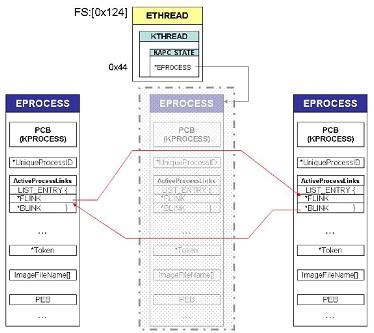 FS:[0x124]
ETHREAD
KTHREAD
KAPC_STATE
0x44
*EPROCESS
EPROCESS
PCB
(KPROCESS)
*UniqueProcessID
ActiveProcessLinks
LIST_ENTRY {
*FLINK
*BLINK }
...
*Token
ImageFileName[]
PEB
...
EPROCESS
PCB
(KPROCESS)
*UniqueProcessID
ActiveProcessLinks
LIST_ENTRY {
*FLINK
*BLINK }
...
*Token
ImageFileName[]
PEB
...
EPROCESS
PCB
(KPROCESS)
*UniqueProcessID
ActiveProcessLinks
LIST_ENTRY {
*FLINK
*BLINK }
...
*Token
ImageFileName[]
PEB
...